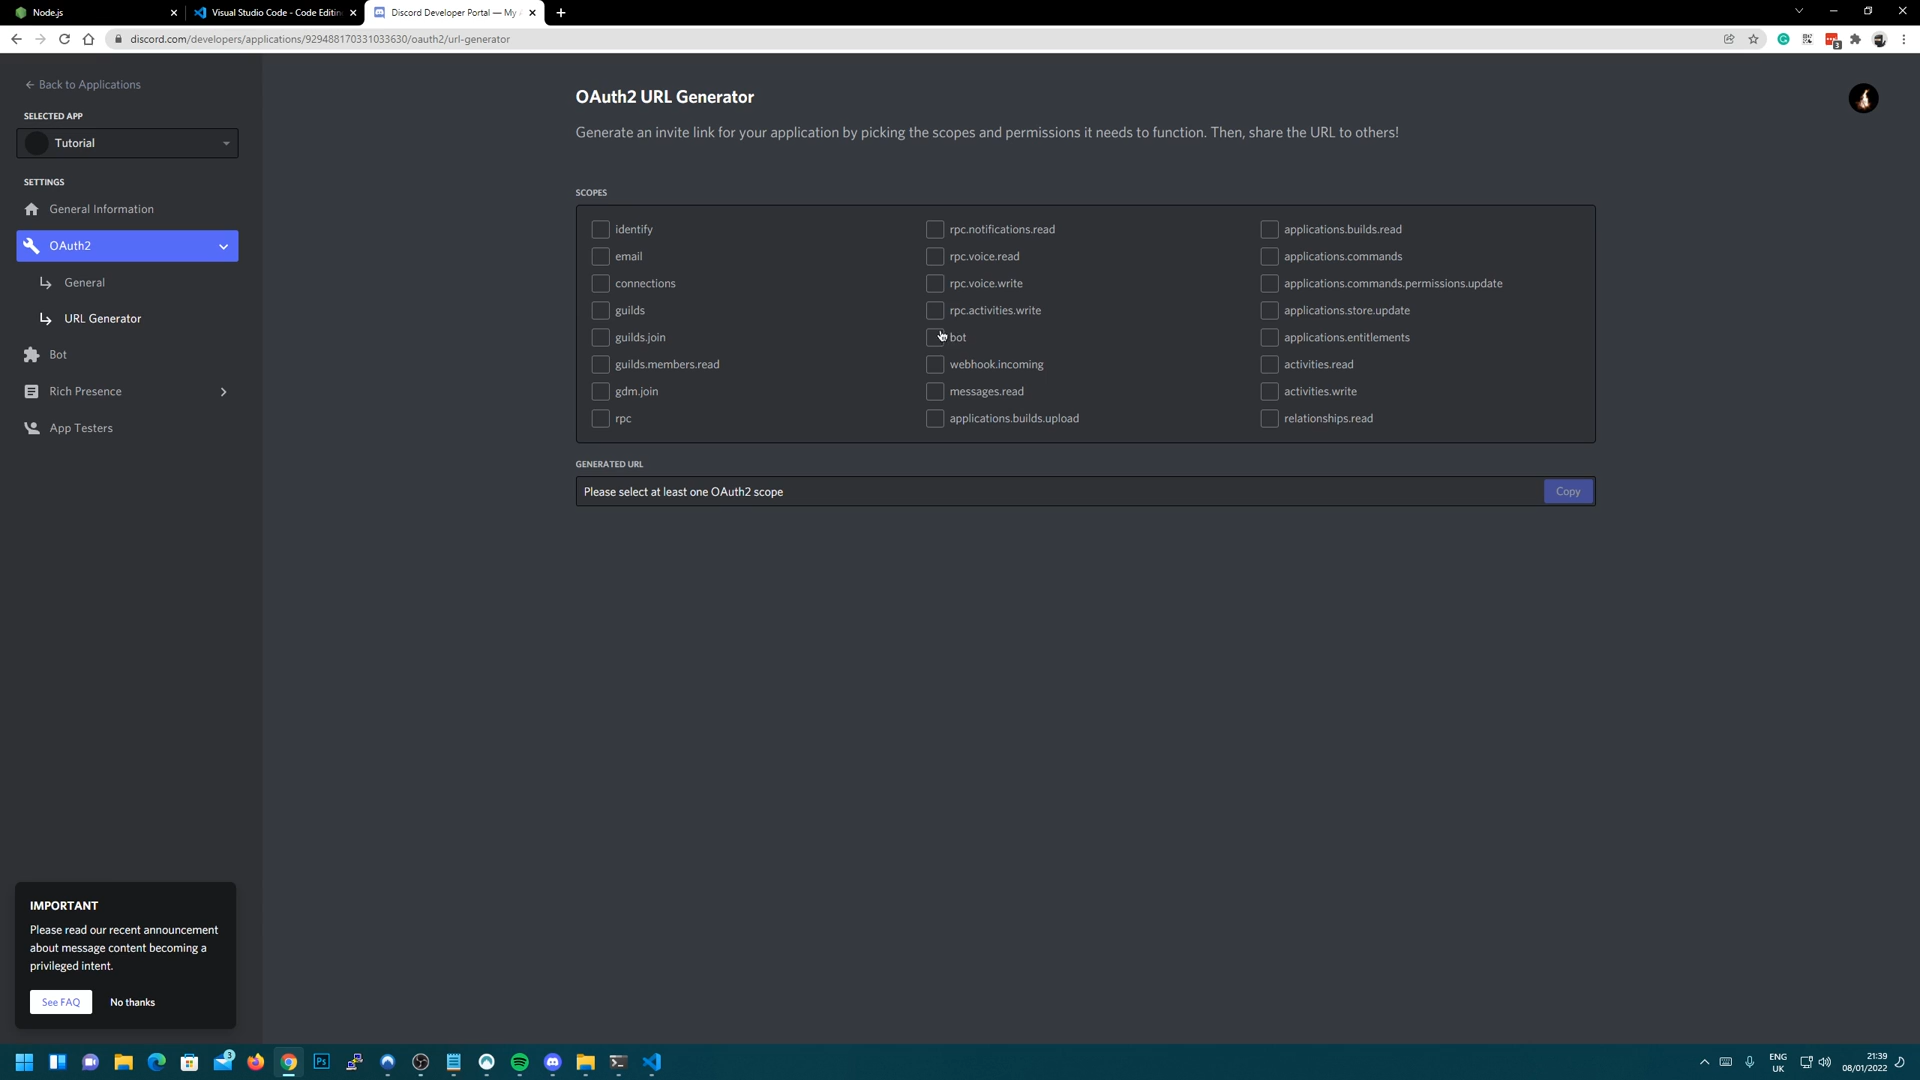 Node.js
Visual Studio Code - Code Editin
Discord Developer Portal — My A
discord.com/developers/applications/929488170331033630/oauth2/url-generator
3
Back to Applications
SELECTED APP
Tutorial
SETTINGS
General Information
OAuth2
General
URL Generator
Bot
Rich Presence
App Testers
IMPORTANT
Please read our recent announcement
about message content becoming a
privileged intent.
See FAQ
No thanks
OAuth2 URL Generator
Generate an invite link for your application by picking the scopes and permissions it needs to function. Then, share the URL to others!
SCOPES
identify
email
connections
guilds
guilds.join
guilds.members.read
gdm.join
rpc
rpc.notifications.read
rpc.voice.read
rpc.voice.write
rpc.activities.write
bot
webhook.incoming
messages.read
applications.builds.upload
applications.builds.read
applications.commands
applications.commands.permissions.update
applications.store.update
applications.entitlements
activities.read
activities.write
relationships.read
GENERATED URL
Please select at least one OAuth2 scope
Copy
3
Ps
ENG
UK
21:39
08/01/2022